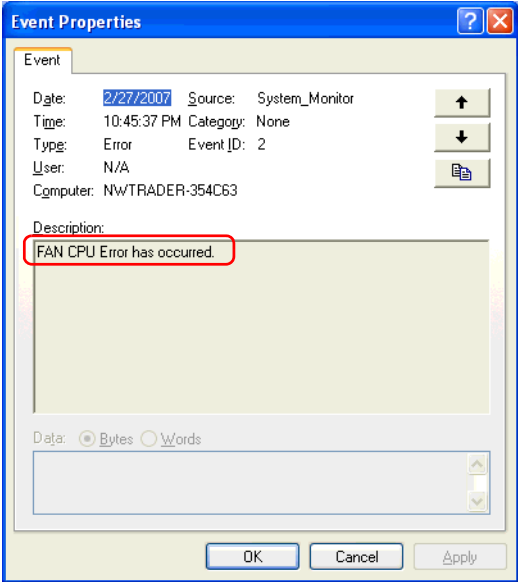 Event Properties
Event
Date: 2/27/2007 Source: System_Monitor
Time: 10:45:37 PM Category: None
Type: Error Event ID: 2
User: N/A
Computer: NWTRADER-354C63
Description:
FAN CPU Error has occurred.
Data: Bytes Words
OK Cancel Apply